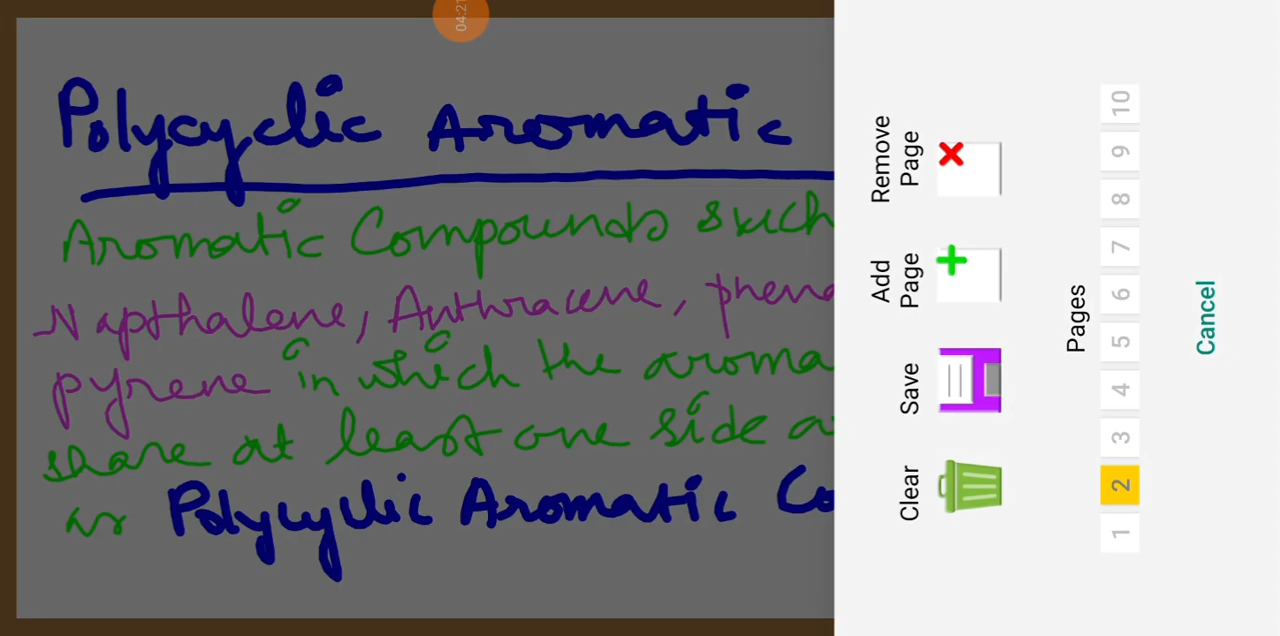 04:21
Polycyclic Aromatic
Aromatic Compounds such
Napthalene, Anthracene, phena
pyrene in which the aroma
share at least one side a
as Polycyclic Aromatic Co
Remove Page
Add Page
Save
Clear
Pages
1 2 3 4 5 6 7 8 9 10
Cancel